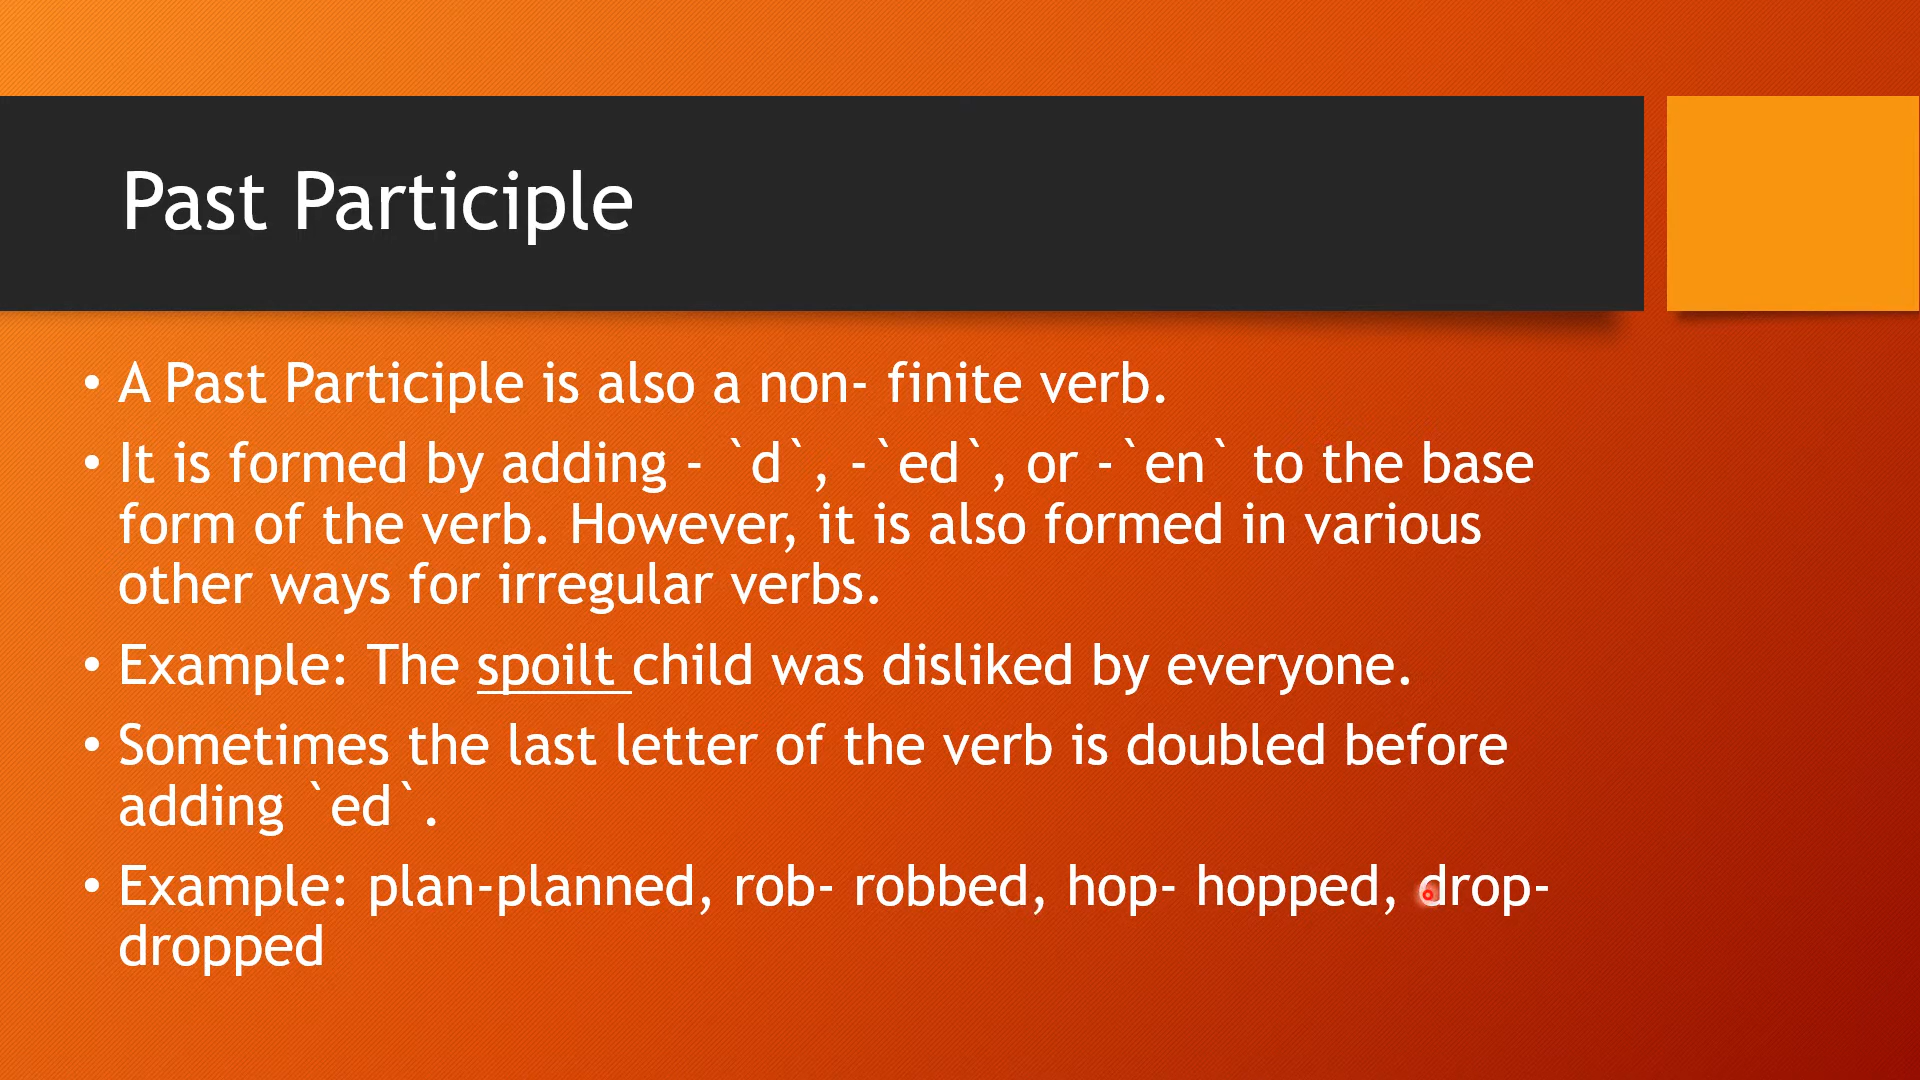 Past Participle
• A Past Participle is also a non- finite verb.
• It is formed by adding - `d`, -`ed`, or -`en` to the base
form of the verb. However, it is also formed in various
other ways for irregular verbs.
• Example: The spoilt child was disliked by everyone.
• Sometimes the last letter of the verb is doubled before
adding `ed`.
• Example: plan-planned, rob- robbed, hop- hopped, drop-
dropped